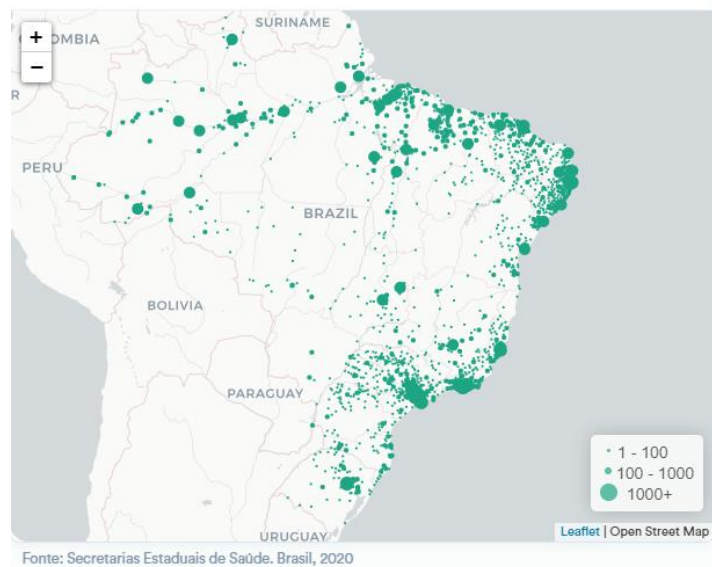 +
−
SURINAME
COLOMBIA
PERU
BRAZIL
BOLIVIA
PARAGUAY
URUGUAY
1 - 100
100 - 1000
1000+
Leaflet | Open Street Map
Fonte: Secretarias Estaduais de Saúde. Brasil, 2020